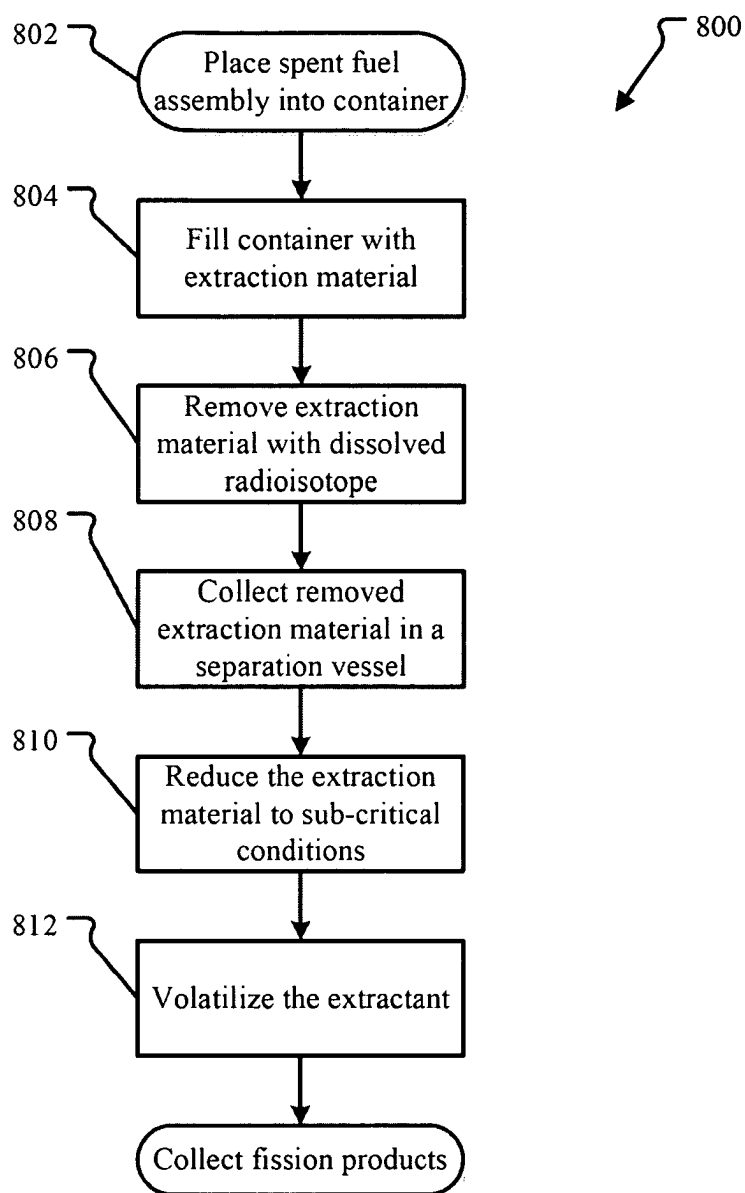 802
800
Place spent fuel
assembly into container
804
Fill container with
extraction material
806
Remove extraction
material with dissolved
radioisotope
808
Collect removed
extraction material in a
separation vessel
810
Reduce the extraction
material to sub-critical
conditions
812
Volatilize the extractant
Collect fission products